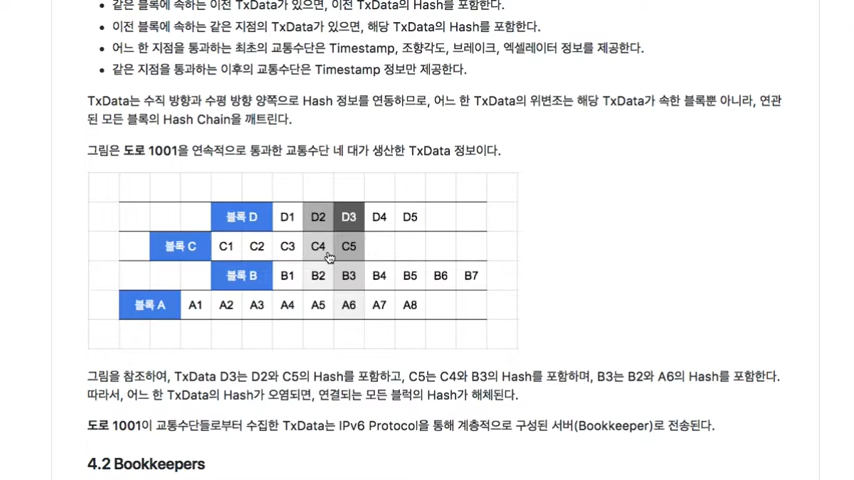 같은 블록에 속하는 이전 TxData가 있으면, 이전 TxData의 Hash를 포함한다.
이전 블록에 속하는 같은 지점의 TxData가 있으면, 해당 TxData의 Hash를 포함한다.
어느 한 지점을 통과하는 최초의 교통수단은 Timestamp, 조향각도, 브레이크, 엑셀레이터 정보를 제공한다.
같은 지점을 통과하는 이후의 교통수단은 Timestamp 정보만 제공한다.
TxData는 수직 방향과 수평 방향 양쪽으로 Hash 정보를 연동하므로, 어느 한 TxData의 위변조는 해당 TxData가 속한 블록뿐 아니라, 연관
된 모든 블록의 Hash Chain을 깨트린다.
그림은 도로 1001을 연속적으로 통과한 교통수단 네 대가 생산한 TxData 정보이다.
블록 D D1 D2 D3 D4 D5
블록 C C1 C2 C3 C4 C5
블록 B B1 B2 B3 B4 B5 B6 B7
블록 A A1 A2 A3 A4 A5 A6 A7 A8
그림을 참조하여, TxData D3는 D2와 C5의 Hash를 포함하고, C5는 C4와 B3의 Hash를 포함하며, B3는 B2와 A6의 Hash를 포함한다.
따라서, 어느 한 TxData의 Hash가 오염되면, 연결되는 모든 블럭의 Hash가 해체된다.
도로 1001이 교통수단들로부터 수집한 TxData는 IPv6 Protocol을 통해 계층적으로 구성된 서버(Bookkeeper)로 전송된다.
4.2 Bookkeepers